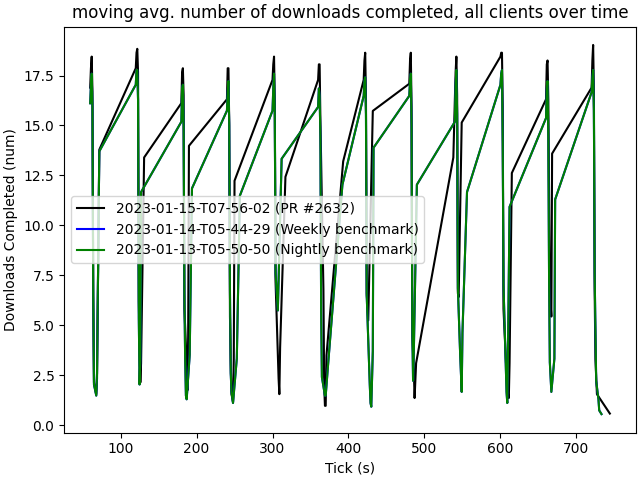 moving avg. number of downloads completed, all clients over time
Downloads Completed (num)
17.5
15.0
12.5
10.0
7.5
5.0
2.5
0.0
2023-01-15-T07-56-02 (PR #2632)
2023-01-14-T05-44-29 (Weekly benchmark)
2023-01-13-T05-50-50 (Nightly benchmark)
100 200 300 400 500 600 700
Tick (s)